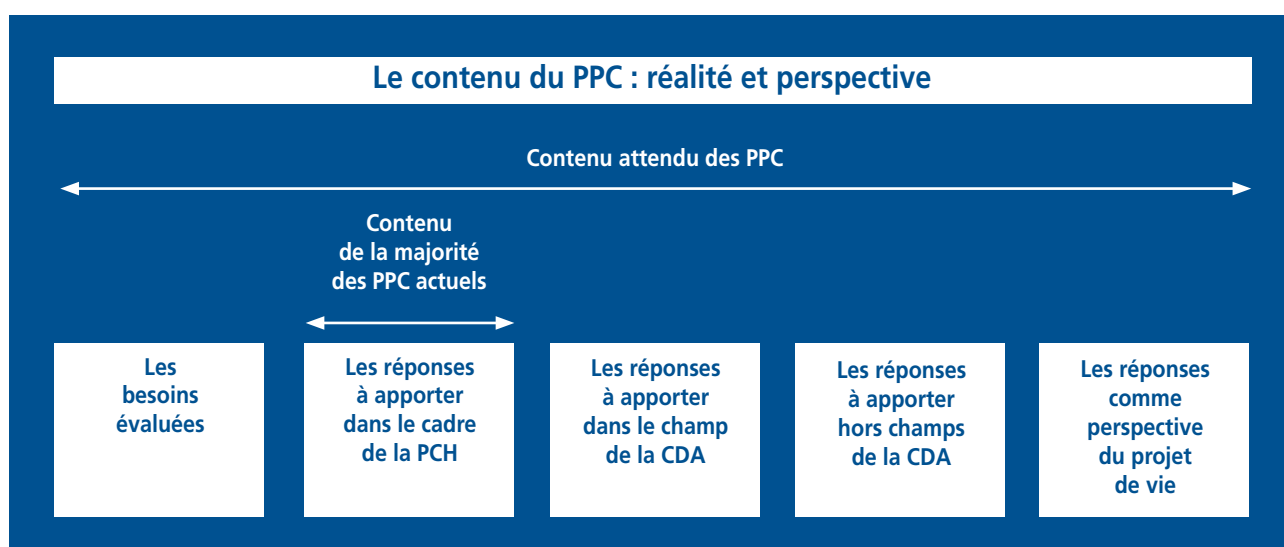 Le contenu du PPC : réalité et perspective
Contenu attendu des PPC
Contenu
de la majorité
des PPC actuels
Les
besoins
évaluées
Les réponses
à apporter
dans le cadre
de la PCH
Les réponses
à apporter
dans le champ
de la CDA
Les réponses
à apporter
hors champs
de la CDA
Les réponses
comme
perspective
du projet
de vie